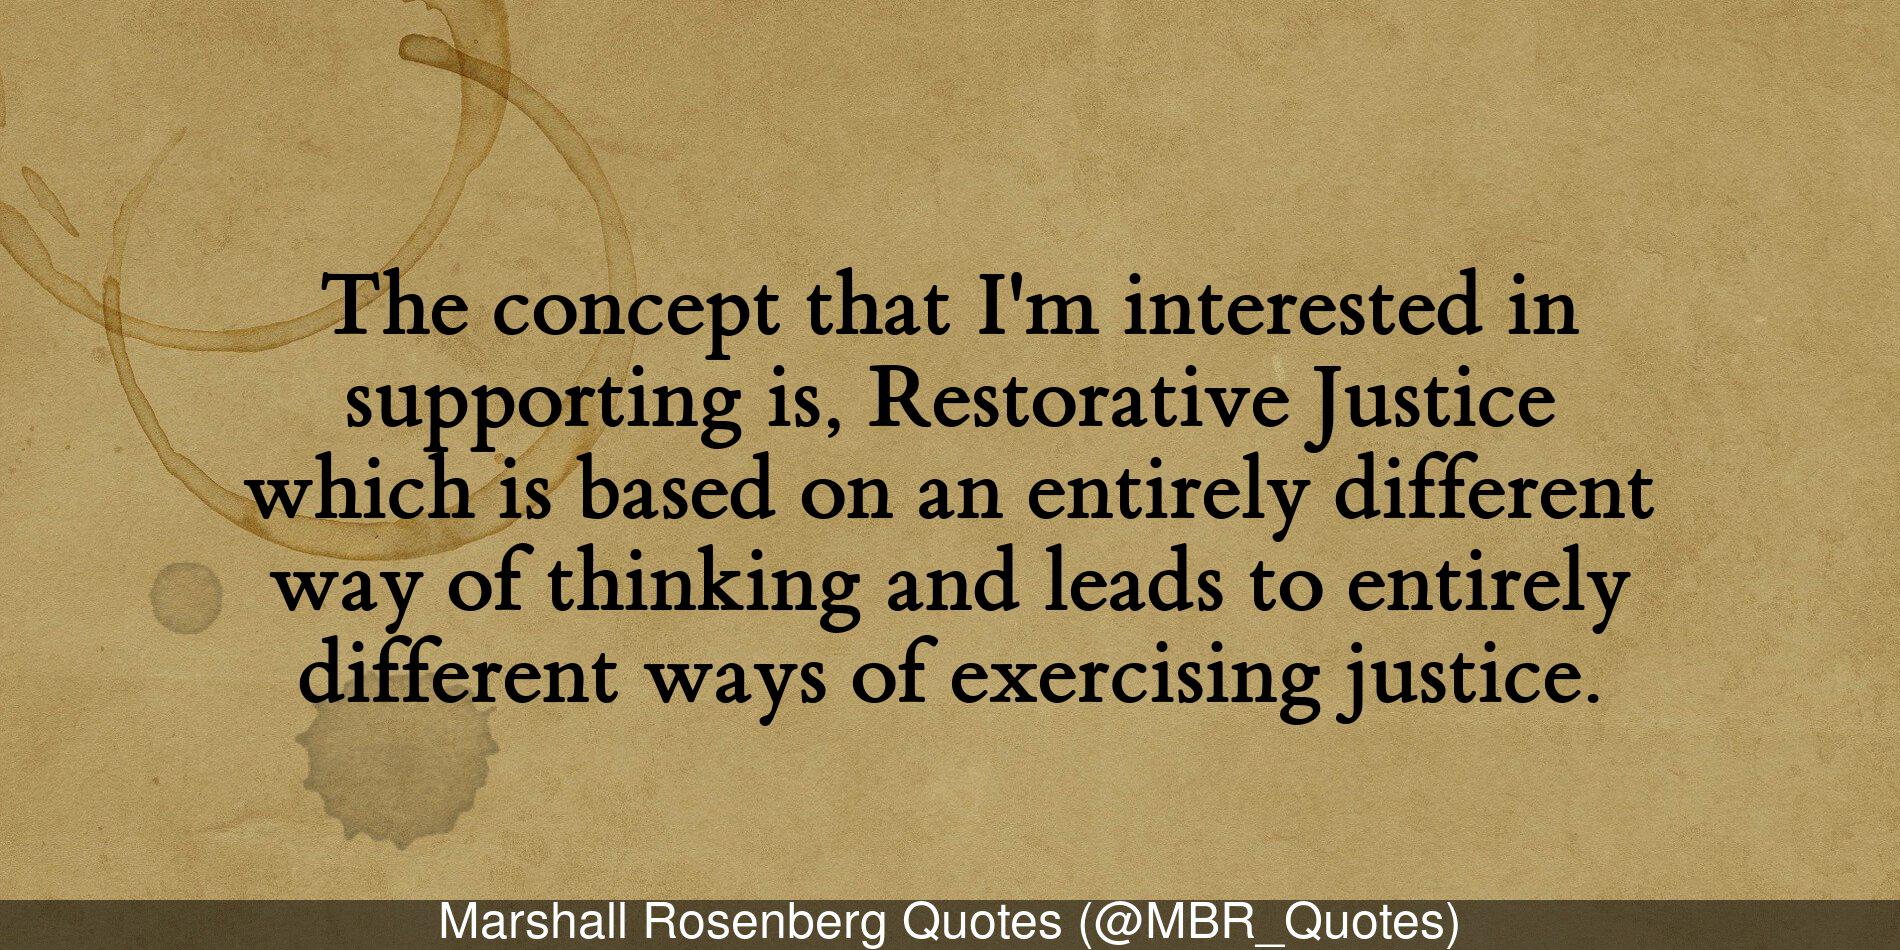 The concept that I'm interested in
supporting is, Restorative Justice
which is based on an entirely different
way of thinking and leads to entirely
different ways of exercising justice.
Marshall Rosenberg Quotes (@MBR_Quotes)